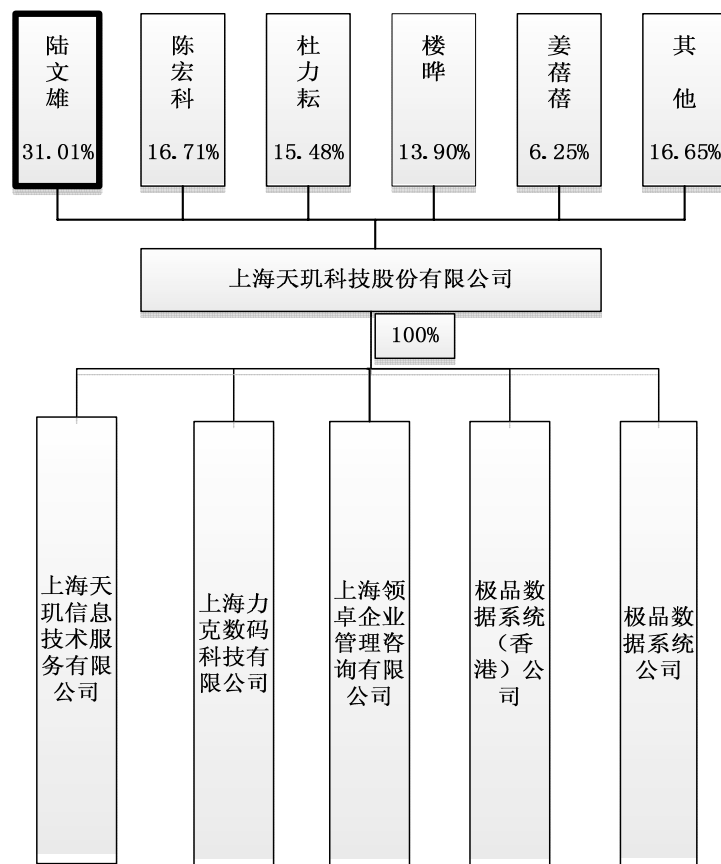 陆文雄
31.01%
陈宏科
16.71%
杜力耘
15.48%
楼晔
13.90%
姜蓓蓓
6.25%
其他
16.65%
上海天玑科技股份有限公司
100%
上海天
玑信息
技术服
务有限
公司
上海力
克数码
科技有
限公司
上海领
卓企业
管理咨
询有限
公司
极品数
据系统
（香
港）公
司
极品数
据系统
公司